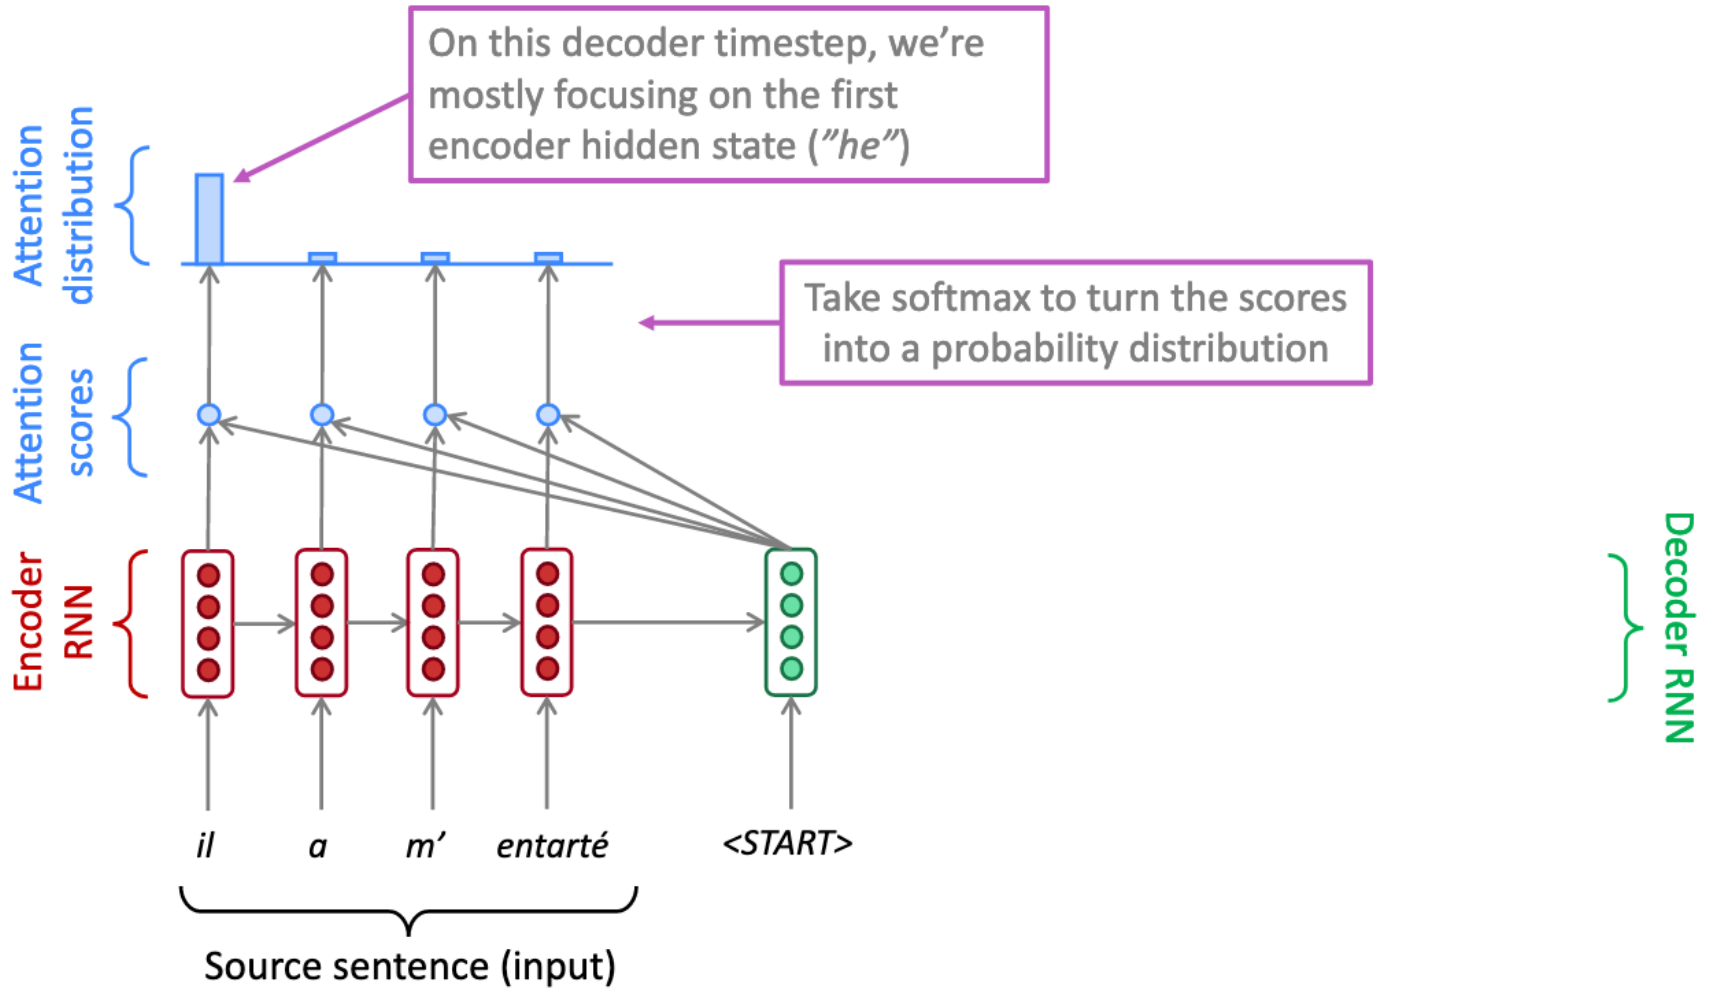 On this decoder timestep, we’re
mostly focusing on the first
encoder hidden state (”he”)
Attention
distribution
Take softmax to turn the scores
into a probability distribution
Attention
scores
Encoder
RNN
Decoder RNN
il a m’ entarté <START>
Source sentence (input)